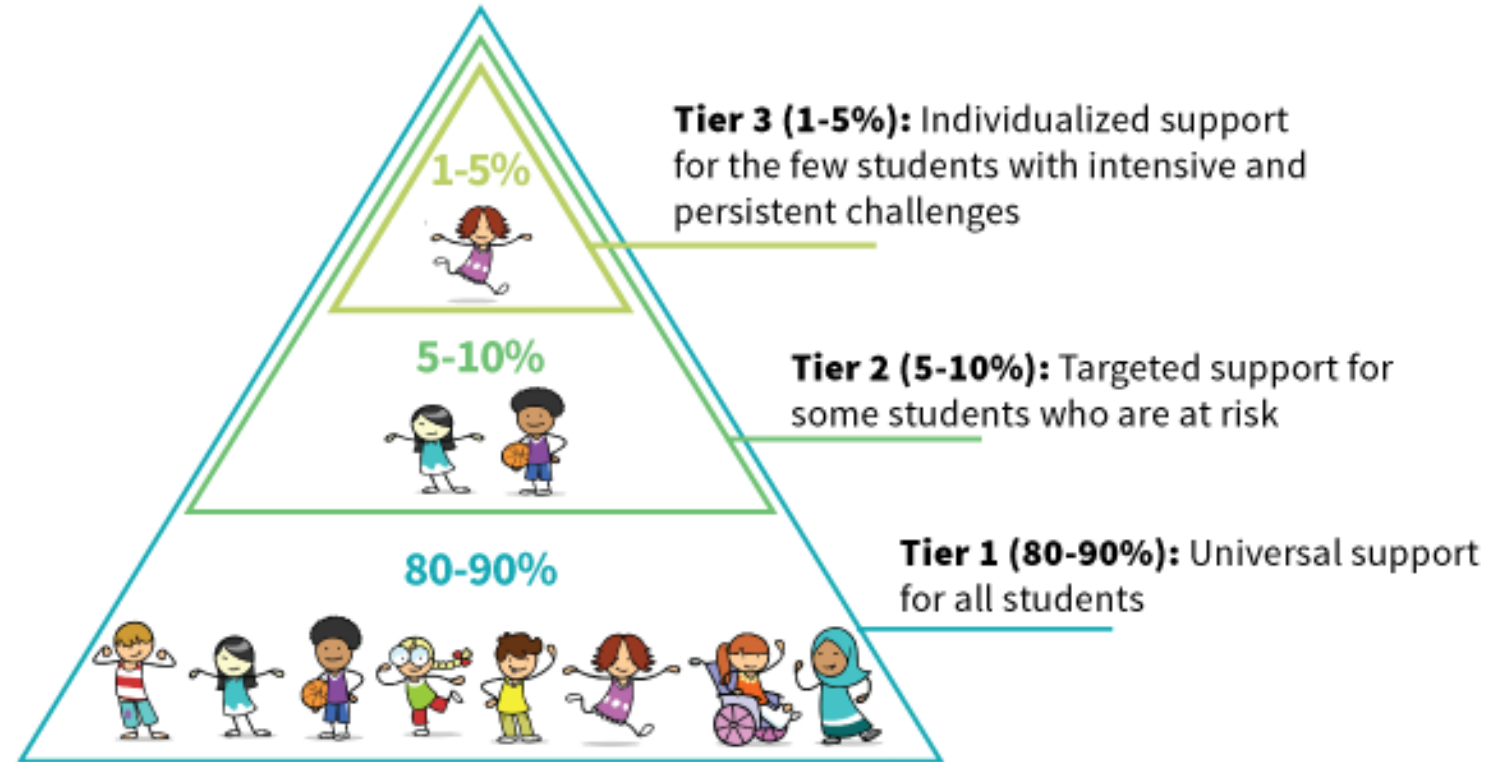 1-5%
Tier 3 (1-5%): Individualized support
for the few students with intensive and
persistent challenges
5-10%
Tier 2 (5-10%): Targeted support for
some students who are at risk
80-90%
Tier 1 (80-90%): Universal support
for all students